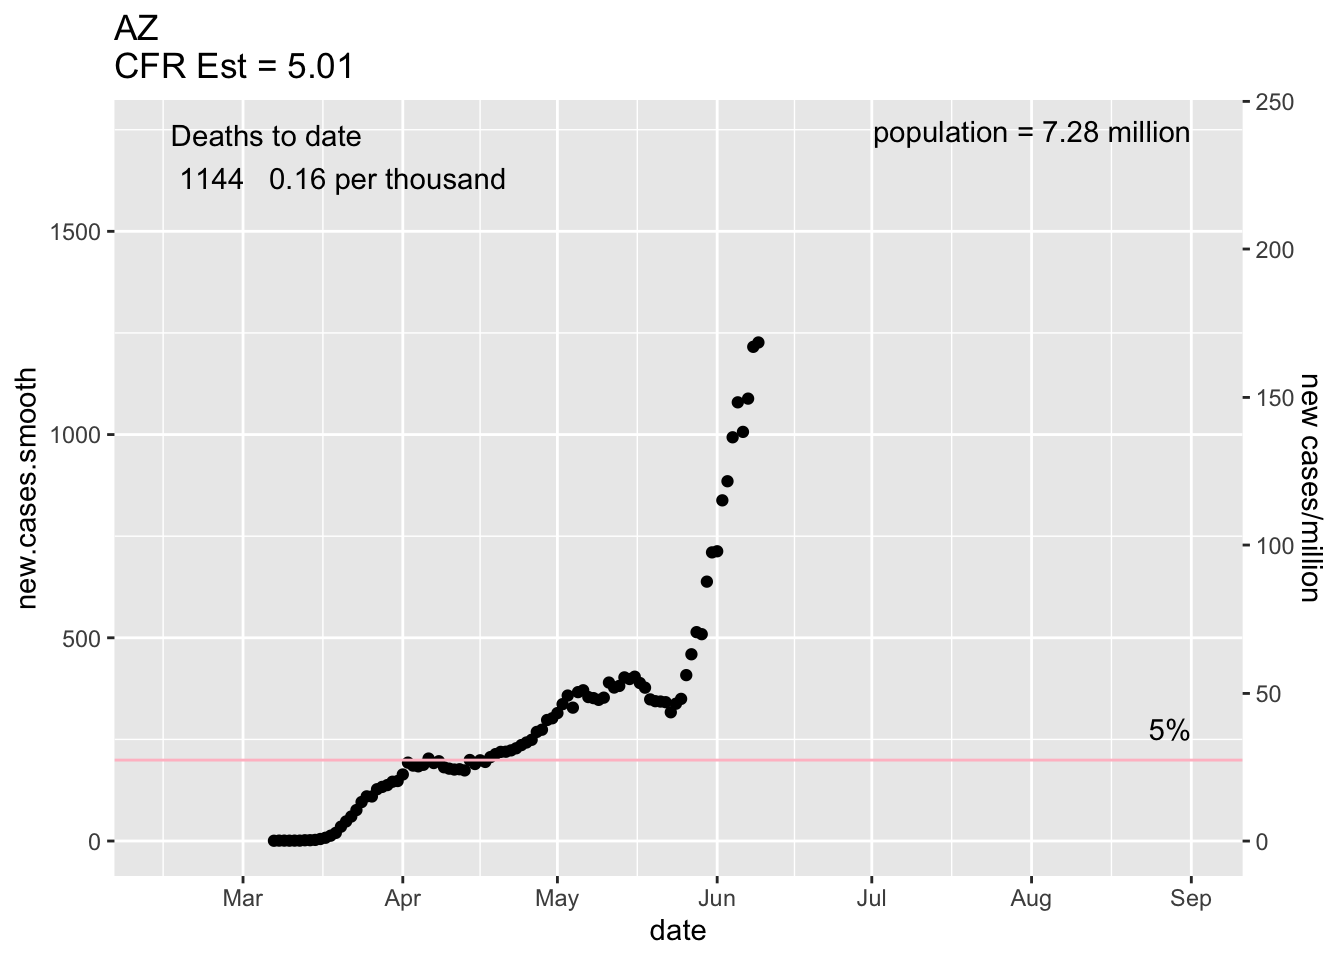 AZ
CFR Est = 5.01
Deaths to date
1144 0.16 per thousand
population = 7.28 million
5%
new.cases.smooth
1500
1000
500
0
250
200
150
100
50
0
new cases/million
Mar Apr May Jun Jul Aug Sep
date